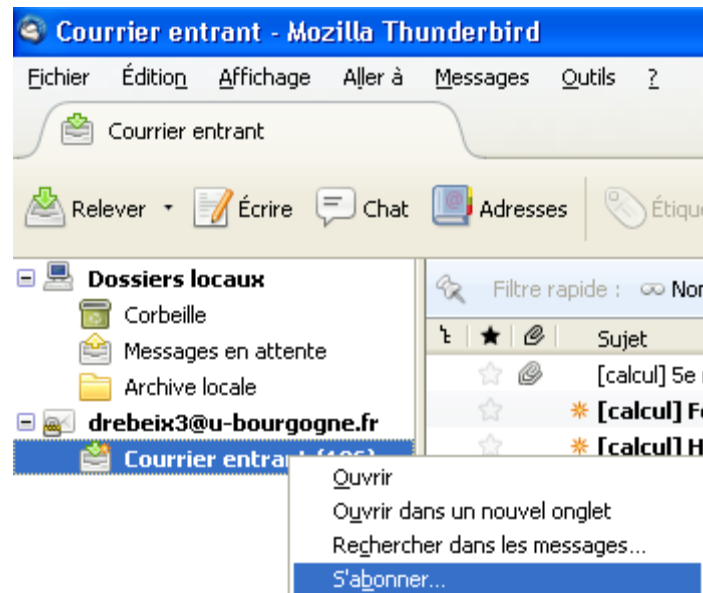 Courrier entrant - Mozilla Thunderbird
Fichier Édition Affichage Aller à Messages Outils ?
Courrier entrant
Relever Écrire Chat Adresses
Dossiers locaux
Filtre rapide :
Corbeille
Sujet
Messages en attente
[calcul] 5e
Archive locale
[calcul]
drebeix3@u-bourgogne.fr
[calcul]
Courrier
Ouvrir
Ouvrir dans un nouvel onglet
Rechercher dans les messages...
S'abonner...